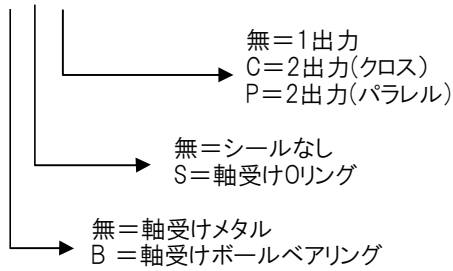 無＝1出力
C＝2出力(クロス)
P＝2出力(パラレル)
無＝シールなし
S＝軸受けOリング
無＝軸受けメタル
B ＝軸受けボールベアリング